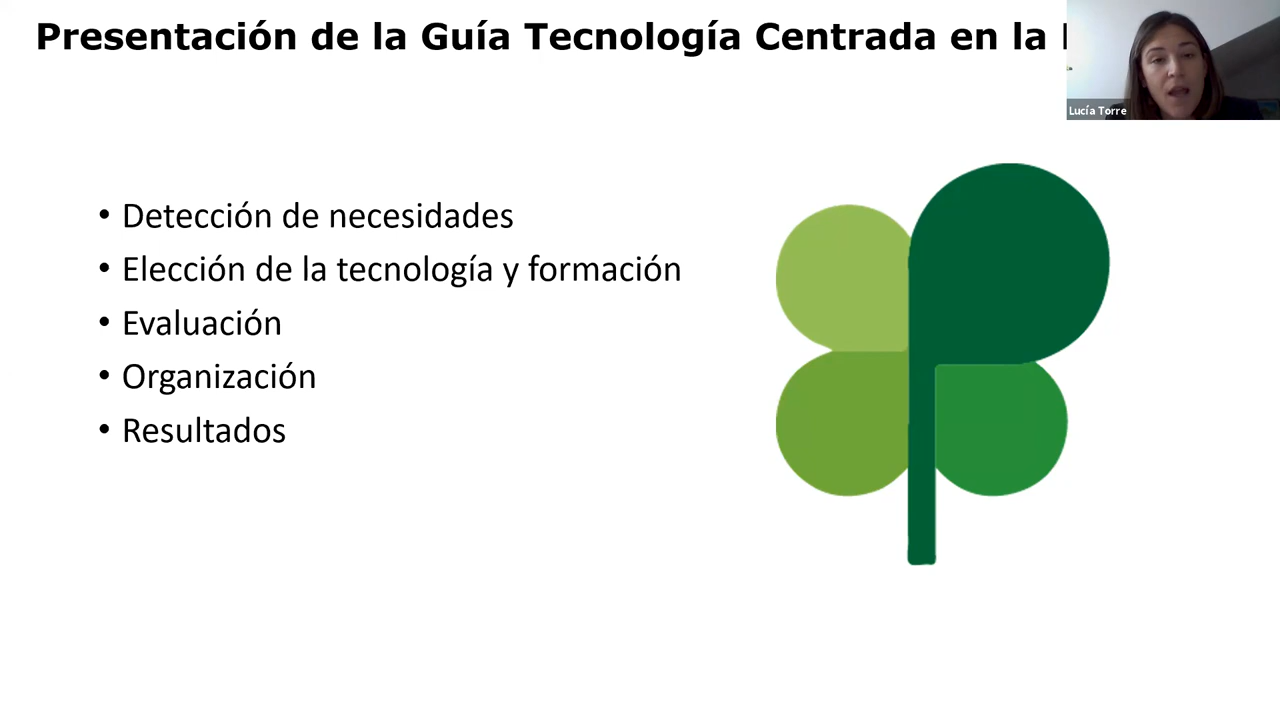 Presentación de la Guía Tecnología Centrada en la
Lucía Torre
• Detección de necesidades
• Elección de la tecnología y formación
• Evaluación
• Organización
• Resultados